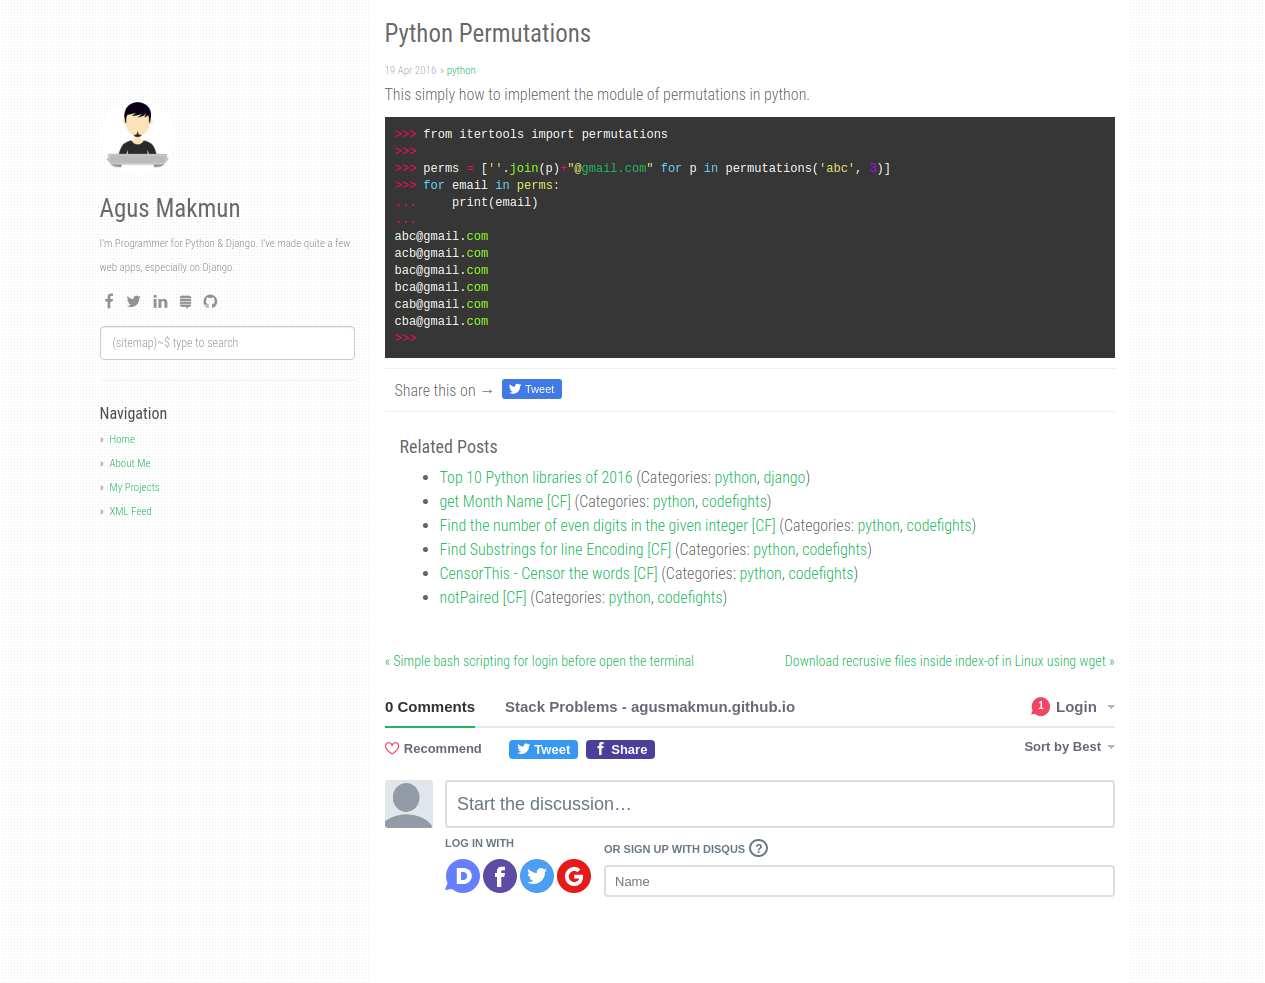 Agus Makmun
I'm Programmer for Python & Django. I've made quite a few
web apps, especially on Django.
(sitemap)~$ type to search
Navigation
» Home
» About Me
» My Projects
» XML Feed
Python Permutations
19 Apr 2016 » python
This simply how to implement the module of permutations in python.
>>> from itertools import permutations
>>>
>>> perms = [''.join(p)+"@gmail.com" for p in permutations('abc', 3)]
>>> for email in perms:
...     print(email)
...
abc@gmail.com
acb@gmail.com
bac@gmail.com
bca@gmail.com
cab@gmail.com
cba@gmail.com
>>>
Share this on → Tweet
Related Posts
• Top 10 Python libraries of 2016 (Categories: python, django)
• get Month Name [CF] (Categories: python, codefights)
• Find the number of even digits in the given integer [CF] (Categories: python, codefights)
• Find Substrings for line Encoding [CF] (Categories: python, codefights)
• CensorThis - Censor the words [CF] (Categories: python, codefights)
• notPaired [CF] (Categories: python, codefights)
« Simple bash scripting for login before open the terminal Download recrusive files inside index-of in Linux using wget »
0 Comments Stack Problems - agusmakmun.github.io 1 Login
Recommend Tweet f Share Sort by Best
Start the discussion…
LOG IN WITH
OR SIGN UP WITH DISQUS ?
D f G
Name